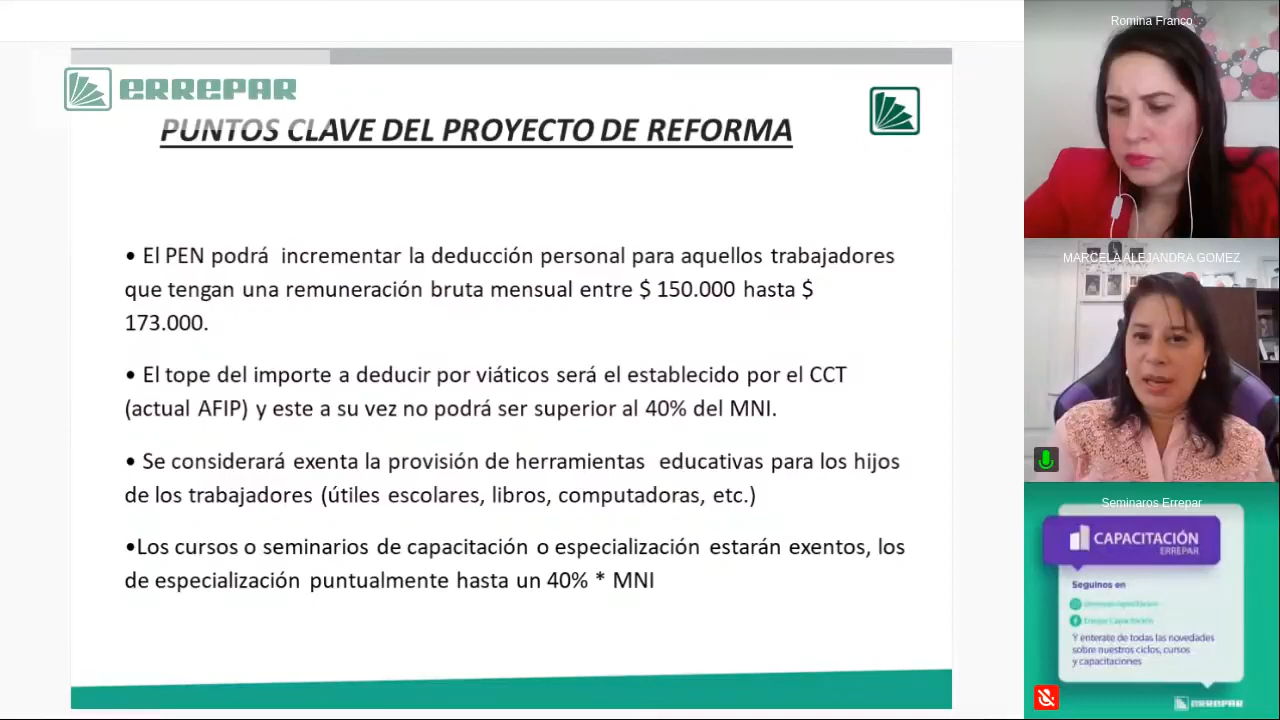 ERREPAR
PUNTOS CLAVE DEL PROYECTO DE REFORMA
• El PEN podrá incrementar la deducción personal para aquellos trabajadores
que tengan una remuneración bruta mensual entre $ 150.000 hasta $
173.000.
• El tope del importe a deducir por viáticos será el establecido por el CCT
(actual AFIP) y este a su vez no podrá ser superior al 40% del MNI.
• Se considerará exenta la provisión de herramientas educativas para los hijos
de los trabajadores (útiles escolares, libros, computadoras, etc.)
•Los cursos o seminarios de capacitación o especialización estarán exentos, los
de especialización puntualmente hasta un 40% * MNI
Romina Franco
MARCELA ALEJANDRA GOMEZ
Seminaros Errepar
CAPACITACIÓN
ERREPAR
Seguinos en
Y enterate de todas las novedades
sobre nuestros ciclos, cursos
y capacitaciones
ERREPAR